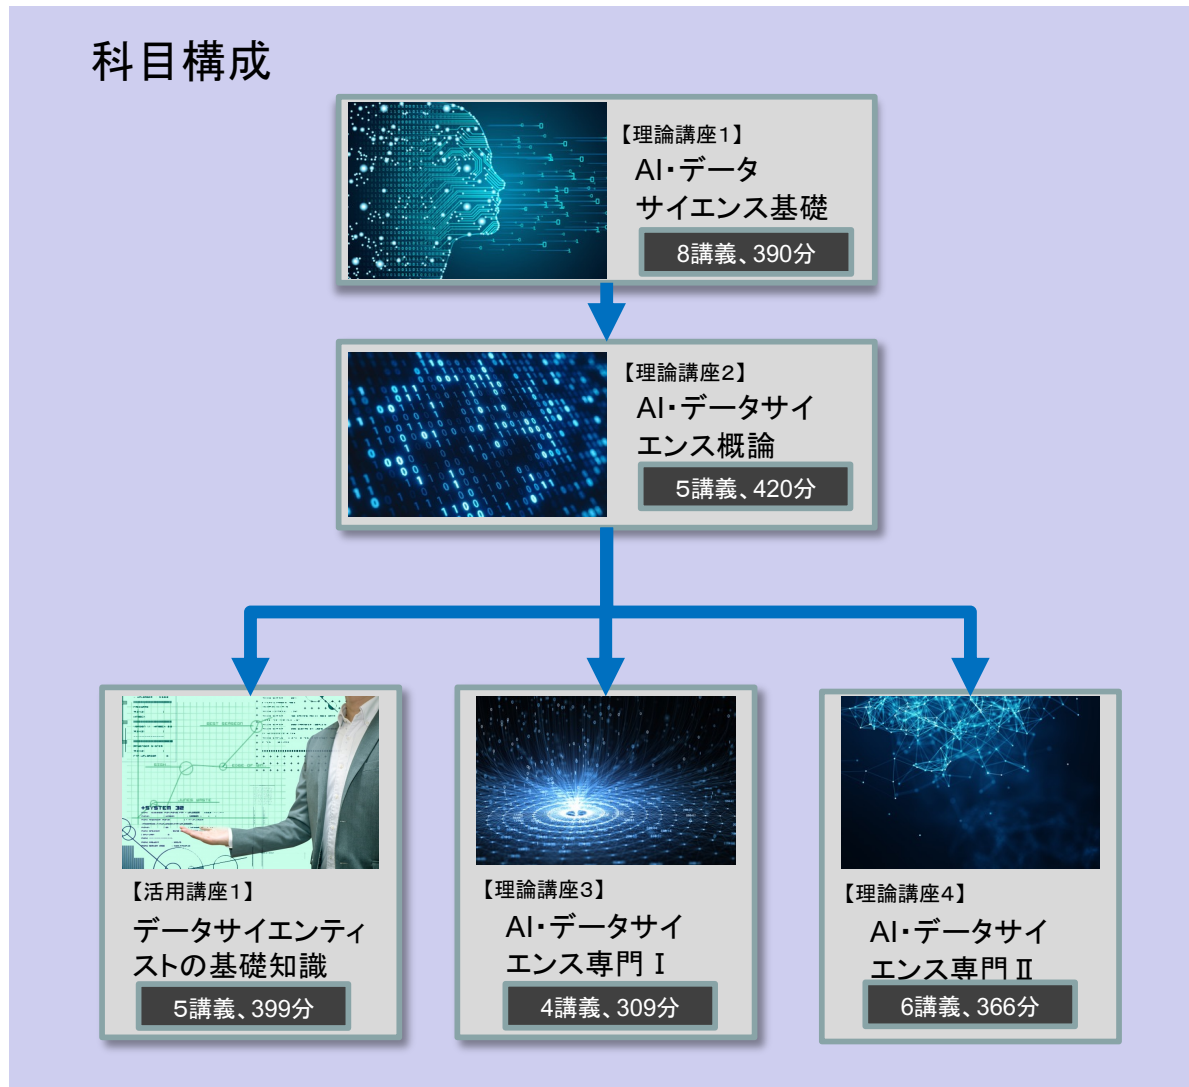 科目構成
【理論講座１】
AI・データ
サイエンス基礎
8講義、390分
【理論講座２】
AI・データサイ
エンス概論
５講義、420分
【活用講座１】
データサイエンティ
ストの基礎知識
５講義、399分
【理論講座３】
AI・データサイ
エンス専門Ⅰ
4講義、309分
【理論講座４】
AI・データサイ
エンス専門Ⅱ
6講義、366分